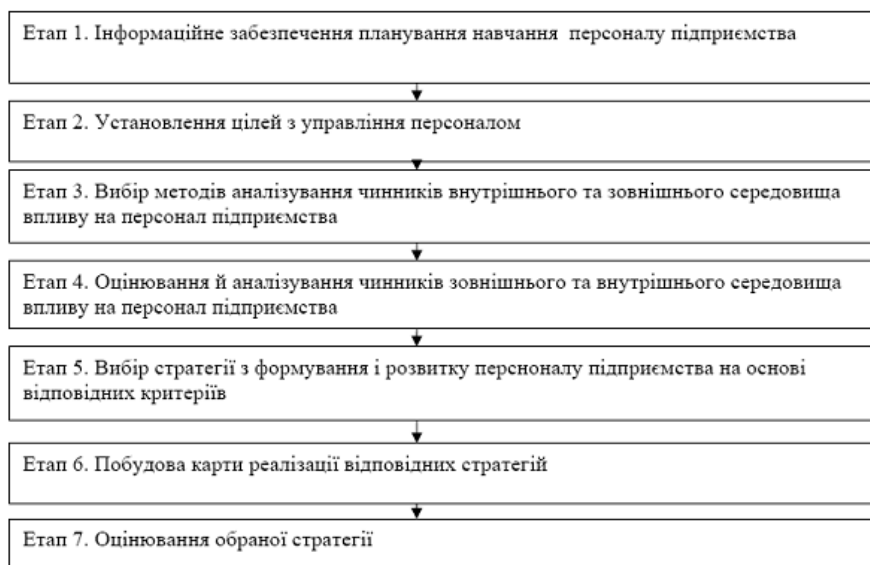 Етап 1. Інформаційне забезпечення планування навчання персоналу підприємства
Етап 2. Установлення цілей з управління персоналом
Етап 3. Вибір методів аналізування чинників внутрішнього та зовнішнього середовища
впливу на персонал підприємства
Етап 4. Оцінювання й аналізування чинників зовнішнього та внутрішнього середовища
впливу на персонал підприємства
Етап 5. Вибір стратегії з формування і розвитку персноналу підприємства на основі
відповідних критеріїв
Етап 6. Побудова карти реалізації відповідних стратегій
Етап 7. Оцінювання обраної стратегії